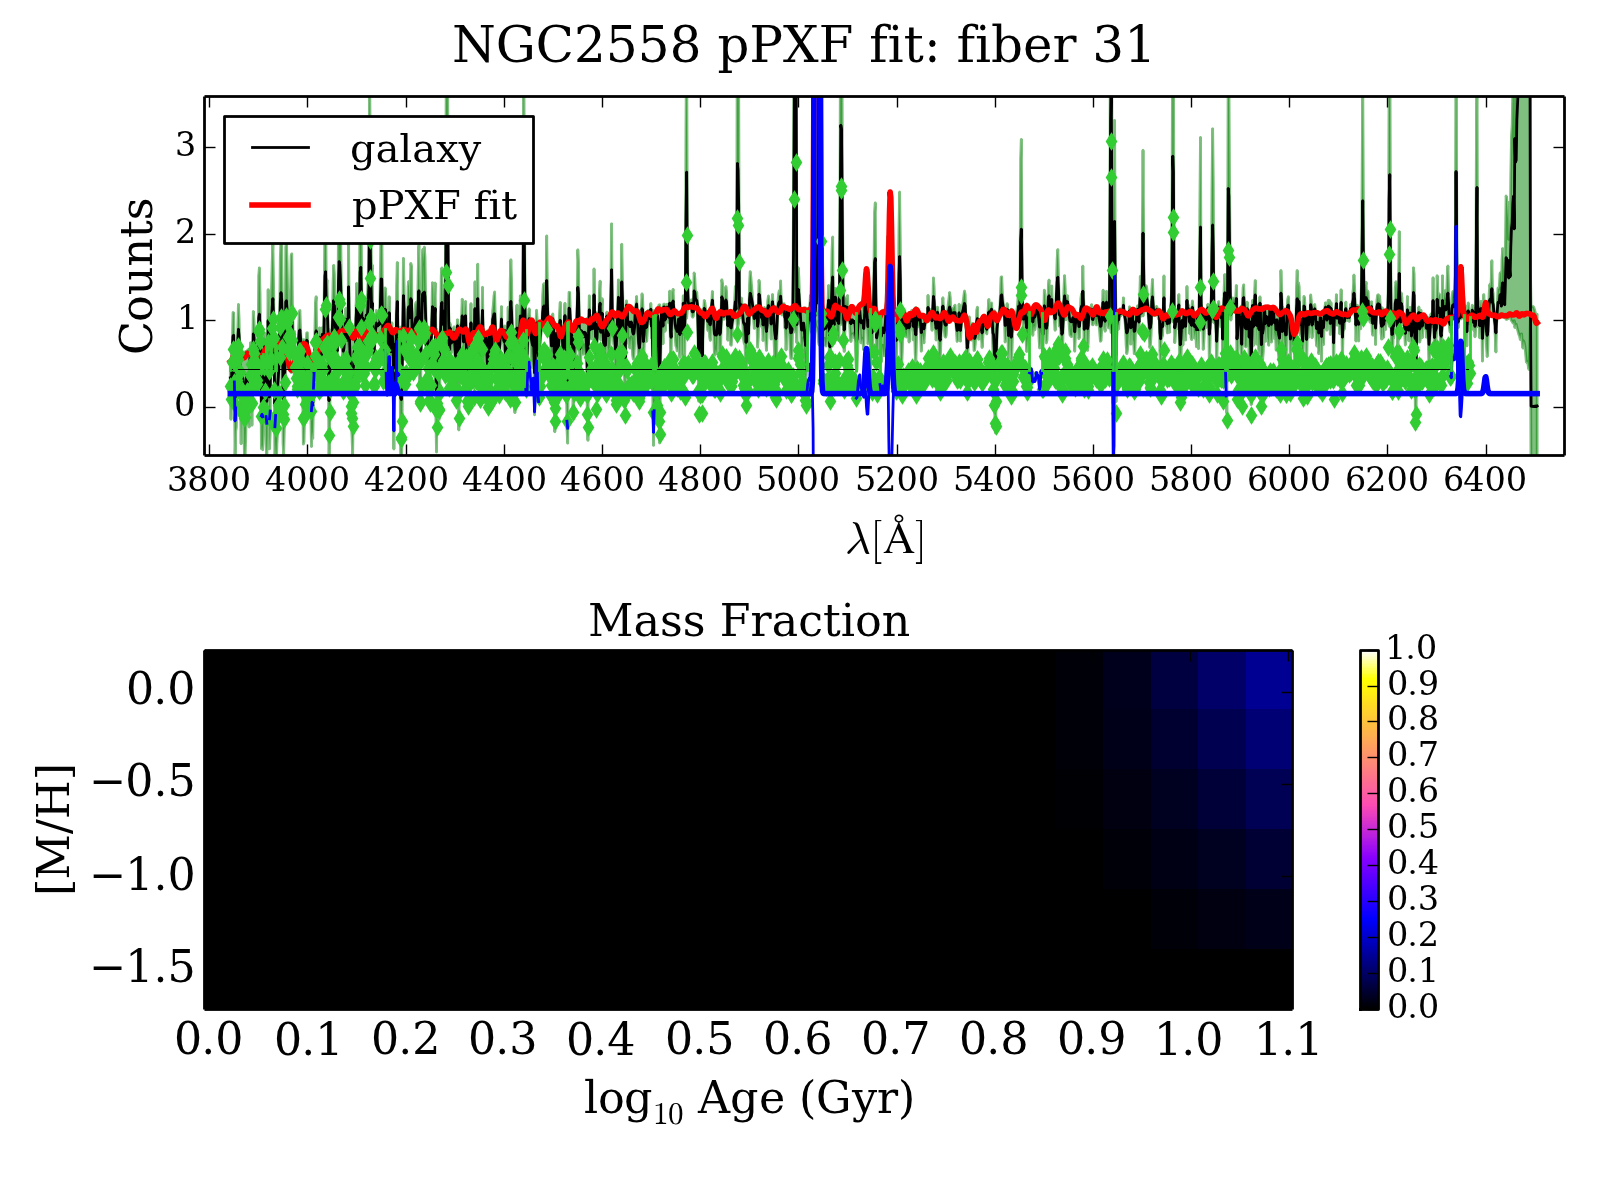 NGC2558 pPXF fit: fiber 31
galaxy
pPXF fit
Counts
3
2
1
0
3800 4000 4200 4400 4600 4800 5000 5200 5400 5600 5800 6000 6200 6400
λ[Å]
Mass Fraction
[M/H]
0.0
−0.5
−1.0
−1.5
0.0 0.1 0.2 0.3 0.4 0.5 0.6 0.7 0.8 0.9 1.0 1.1
log₁₀ Age (Gyr)
1.0
0.9
0.8
0.7
0.6
0.5
0.4
0.3
0.2
0.1
0.0